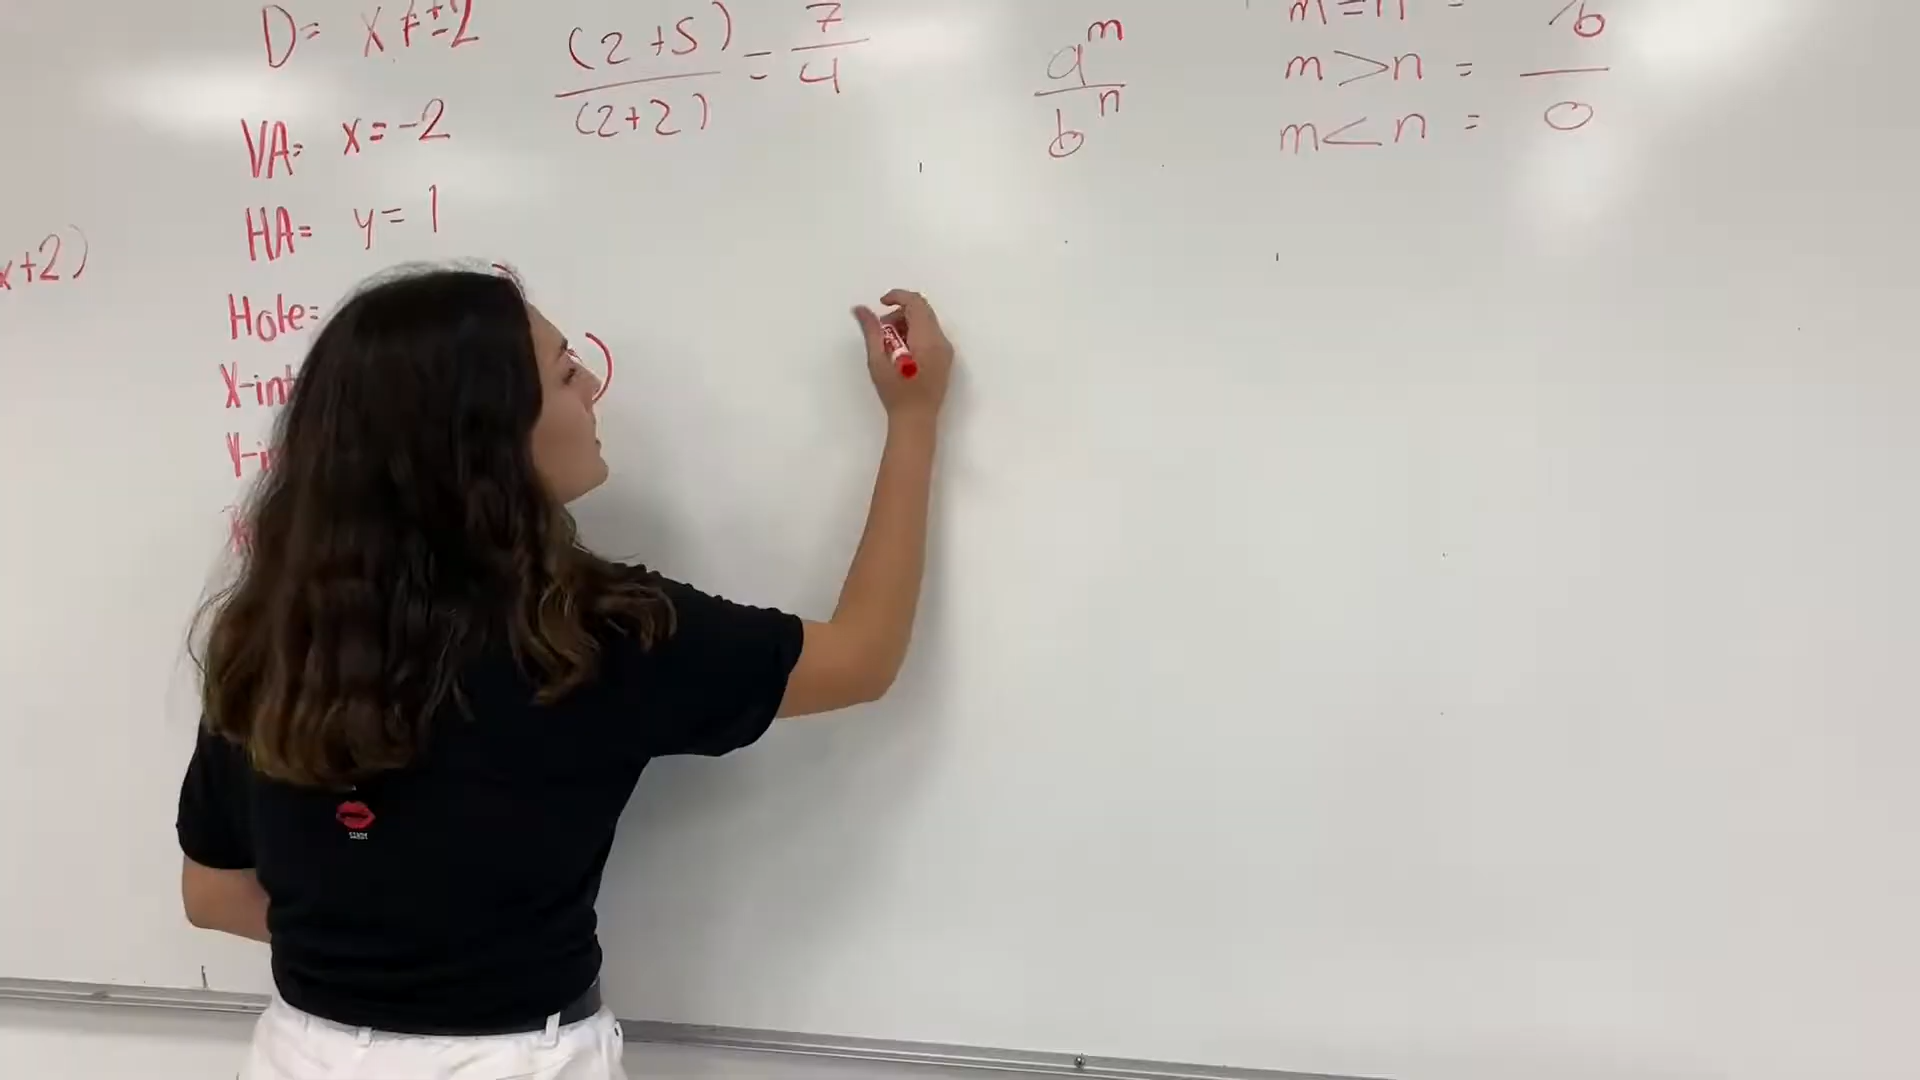 D= x≠±2
(2+5)
(2+2)
= 7
4
a^m
b^n
m=n =
b
m>n = —
m<n = 0
VA= x=-2
HA= y= 1
x+2)
Hole=
X-int
Y-i
)